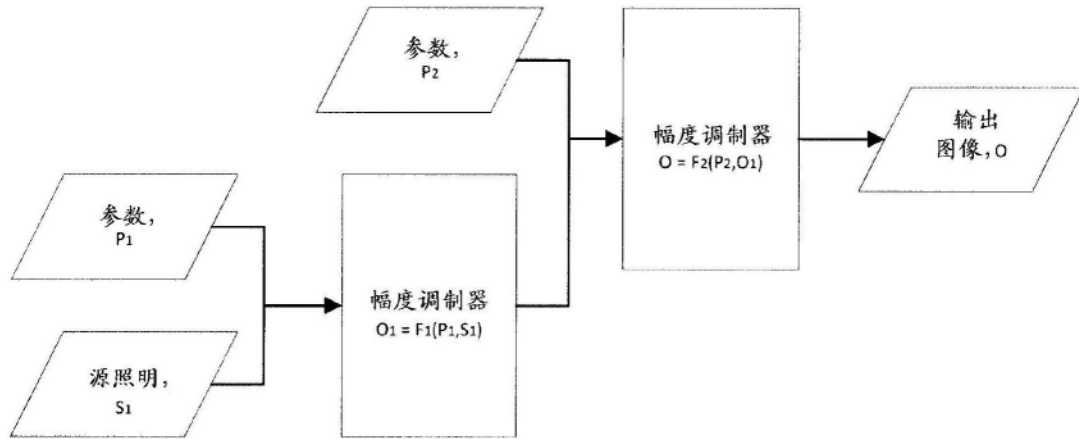 参数，
P2
幅度调制器
O = F2(P2,O1)
输出
图像，O
参数，
P1
幅度调制器
O1 = F1(P1,S1)
源照明，
S1